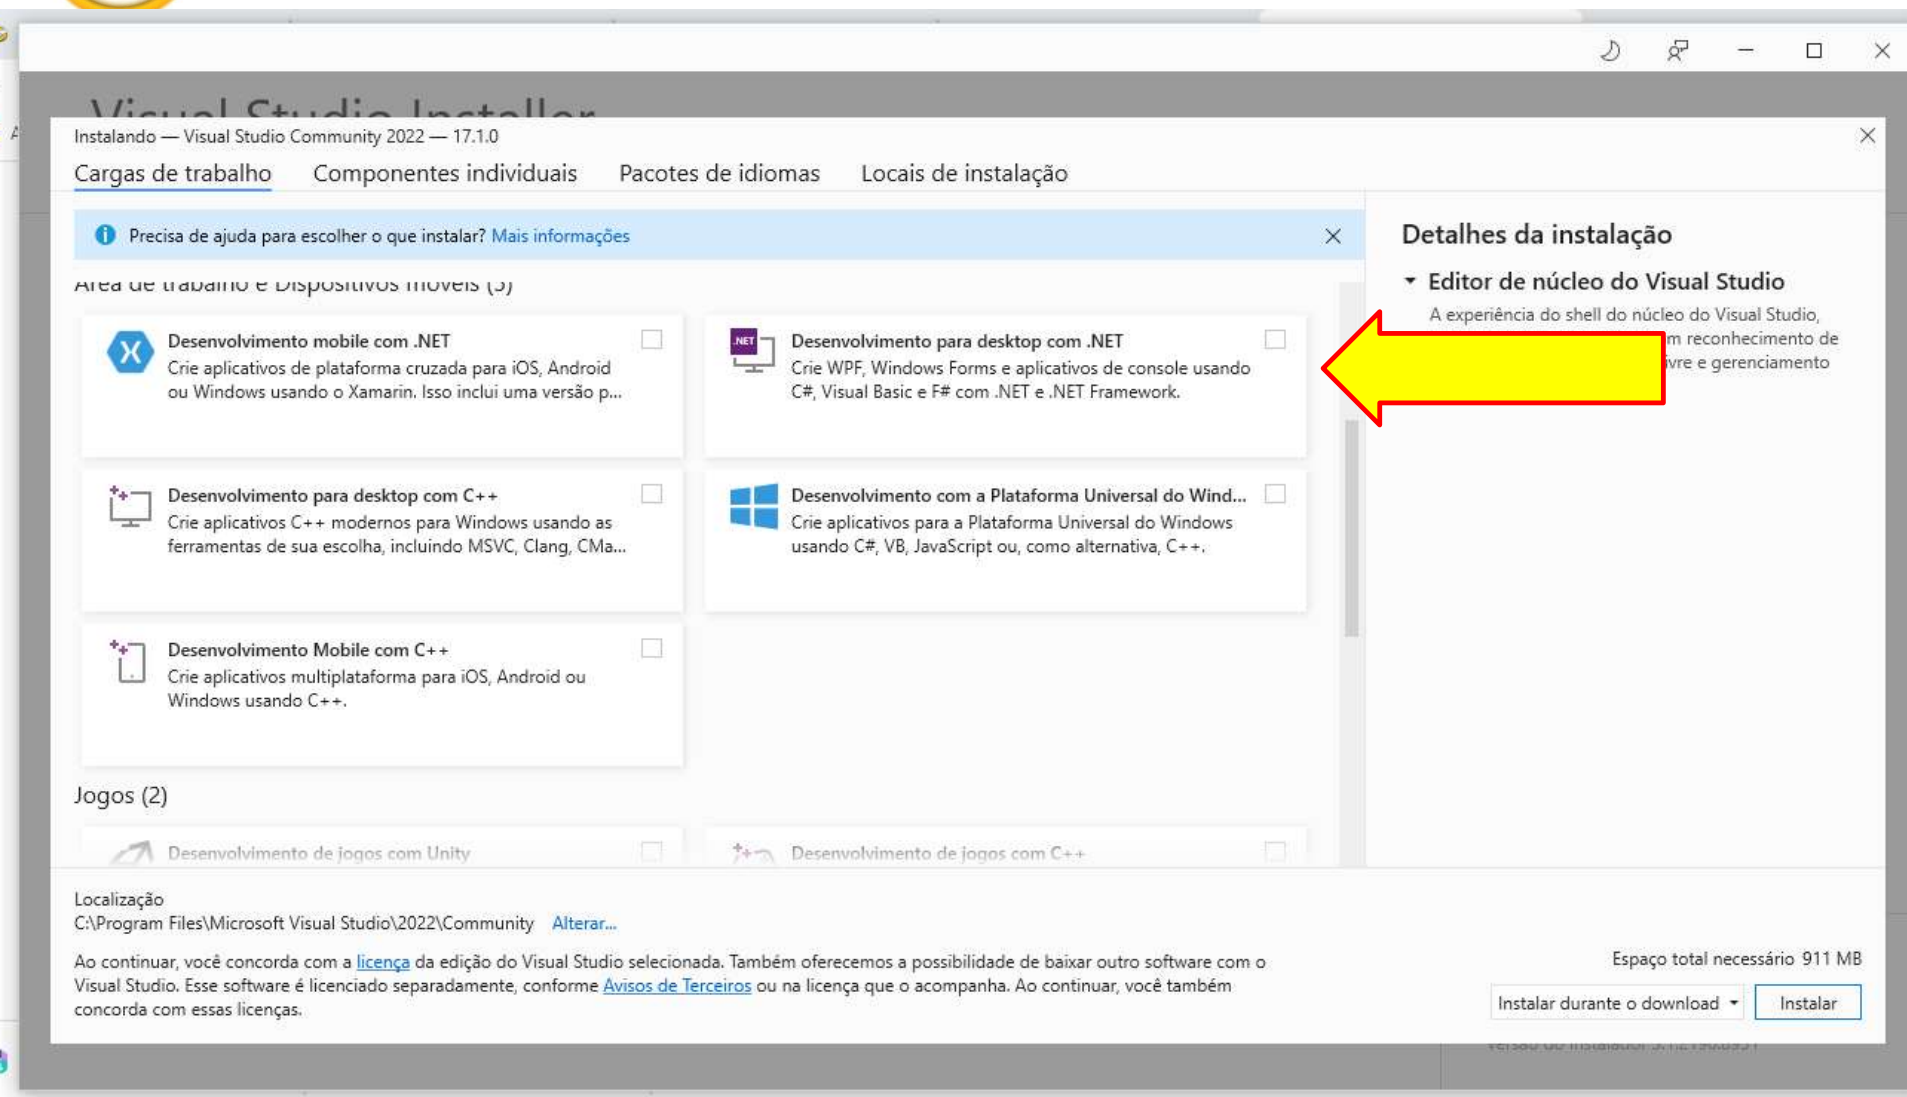 Visual Studio Installer
Instalando — Visual Studio Community 2022 — 17.1.0
Cargas de trabalho Componentes individuais Pacotes de idiomas Locais de instalação
Precisa de ajuda para escolher o que instalar? Mais informações
Área de trabalho e Dispositivos móveis (5)
Desenvolvimento mobile com .NET
Crie aplicativos de plataforma cruzada para iOS, Android
ou Windows usando o Xamarin. Isso inclui uma versão p...
.NET
Desenvolvimento para desktop com .NET
Crie WPF, Windows Forms e aplicativos de console usando
C#, Visual Basic e F# com .NET e .NET Framework.
Desenvolvimento para desktop com C++
Crie aplicativos C++ modernos para Windows usando as
ferramentas de sua escolha, incluindo MSVC, Clang, CMa...
Desenvolvimento com a Plataforma Universal do Wind...
Crie aplicativos para a Plataforma Universal do Windows
usando C#, VB, JavaScript ou, como alternativa, C++.
Desenvolvimento Mobile com C++
Crie aplicativos multiplataforma para iOS, Android ou
Windows usando C++.
Jogos (2)
Desenvolvimento de jogos com Unity
Desenvolvimento de jogos com C++
Detalhes da instalação
Editor de núcleo do Visual Studio
A experiência do shell do núcleo do Visual Studio,
m reconhecimento de
ivre e gerenciamento
Localização
C:\Program Files\Microsoft Visual Studio\2022\Community Alterar...
Ao continuar, você concorda com a licença da edição do Visual Studio selecionada. Também oferecemos a possibilidade de baixar outro software com o
Visual Studio. Esse software é licenciado separadamente, conforme Avisos de Terceiros ou na licença que o acompanha. Ao continuar, você também
concorda com essas licenças.
Espaço total necessário 911 MB
Instalar durante o download
Instalar